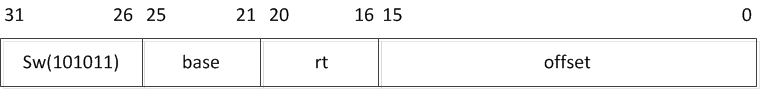 31 26 25 21 20 16 15 0
Sw(101011) base rt offset